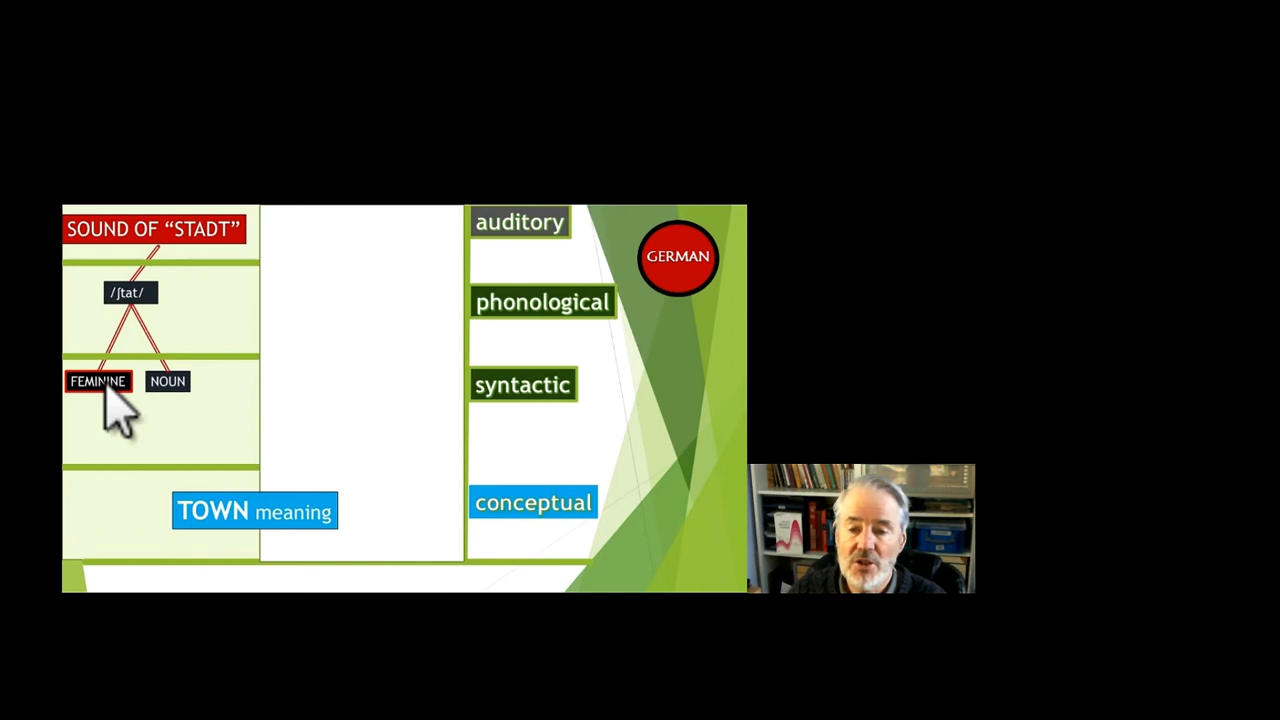 SOUND OF “STADT”
auditory
GERMAN
/ʃtat/
phonological
FEMININE NOUN
syntactic
TOWN meaning
conceptual